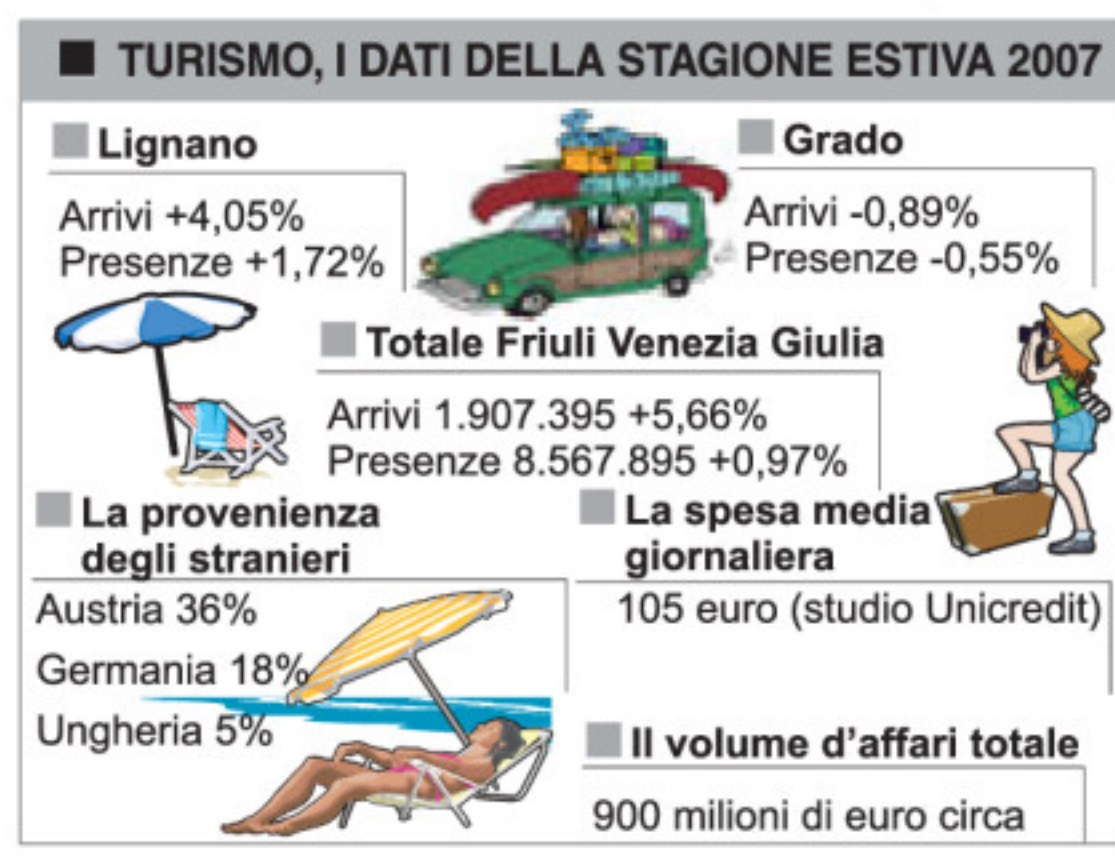 TURISMO, I DATI DELLA STAGIONE ESTIVA 2007
Lignano
Arrivi +4,05%
Presenze +1,72%
Grado
Arrivi -0,89%
Presenze -0,55%
Totale Friuli Venezia Giulia
Arrivi 1.907.395 +5,66%
Presenze 8.567.895 +0,97%
La provenienza
degli stranieri
Austria 36%
Germania 18%
Ungheria 5%
La spesa media
giornaliera
105 euro (studio Unicredit)
Il volume d'affari totale
900 milioni di euro circa